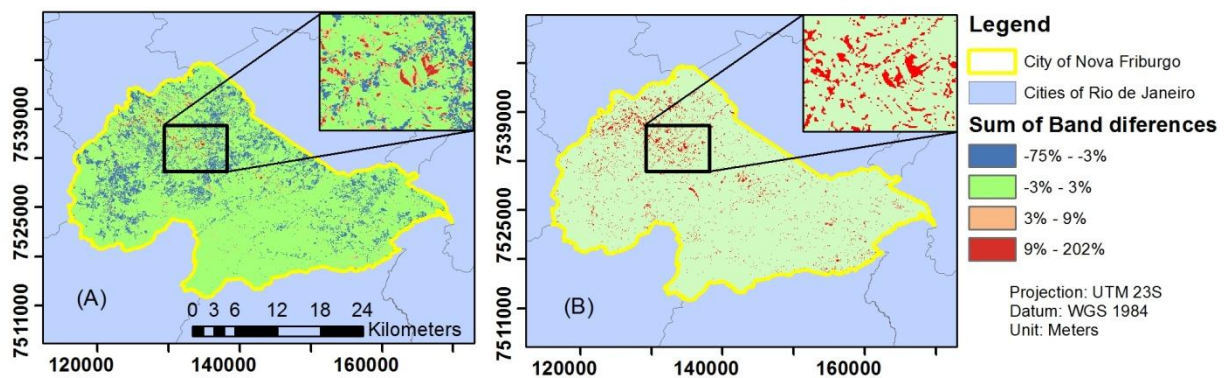 7539000
7525000
7511000
(A)
0 3 6 12 18 24
Kilometers
120000 140000 160000
7539000
7525000
7511000
(B)
120000 140000 160000
Legend
City of Nova Friburgo
Cities of Rio de Janeiro
Sum of Band diferences
-75% - -3%
-3% - 3%
3% - 9%
9% - 202%
Projection: UTM 23S
Datum: WGS 1984
Unit: Meters